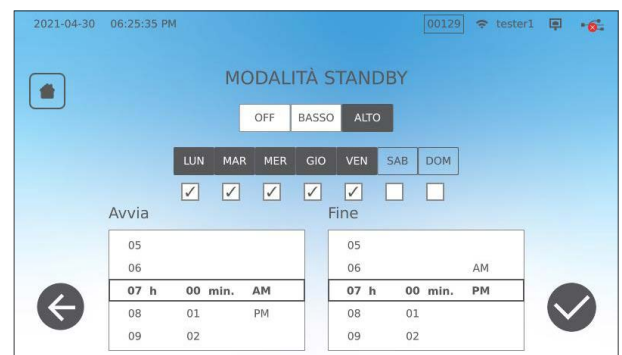 2021-04-30 06:25:35 PM 00129 tester1
MODALITÀ STANDBY
OFF BASSO ALTO
LUN MAR MER GIO VEN SAB DOM
Avvia
05
06
07 h 00 min. AM
08 01 PM
09 02
Fine
05
06 AM
07 h 00 min. PM
08 01
09 02